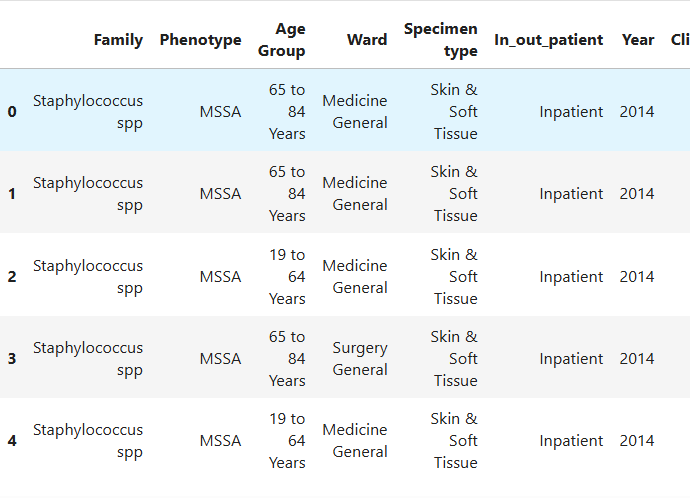 Family Phenotype Age Group Ward Specimen type In_out_patient Year Cli
0 Staphylococcus spp MSSA 65 to 84 Years Medicine General Skin & Soft Tissue Inpatient 2014
1 Staphylococcus spp MSSA 65 to 84 Years Medicine General Skin & Soft Tissue Inpatient 2014
2 Staphylococcus spp MSSA 19 to 64 Years Medicine General Skin & Soft Tissue Inpatient 2014
3 Staphylococcus spp MSSA 65 to 84 Years Surgery General Skin & Soft Tissue Inpatient 2014
4 Staphylococcus spp MSSA 19 to 64 Years Medicine General Skin & Soft Tissue Inpatient 2014